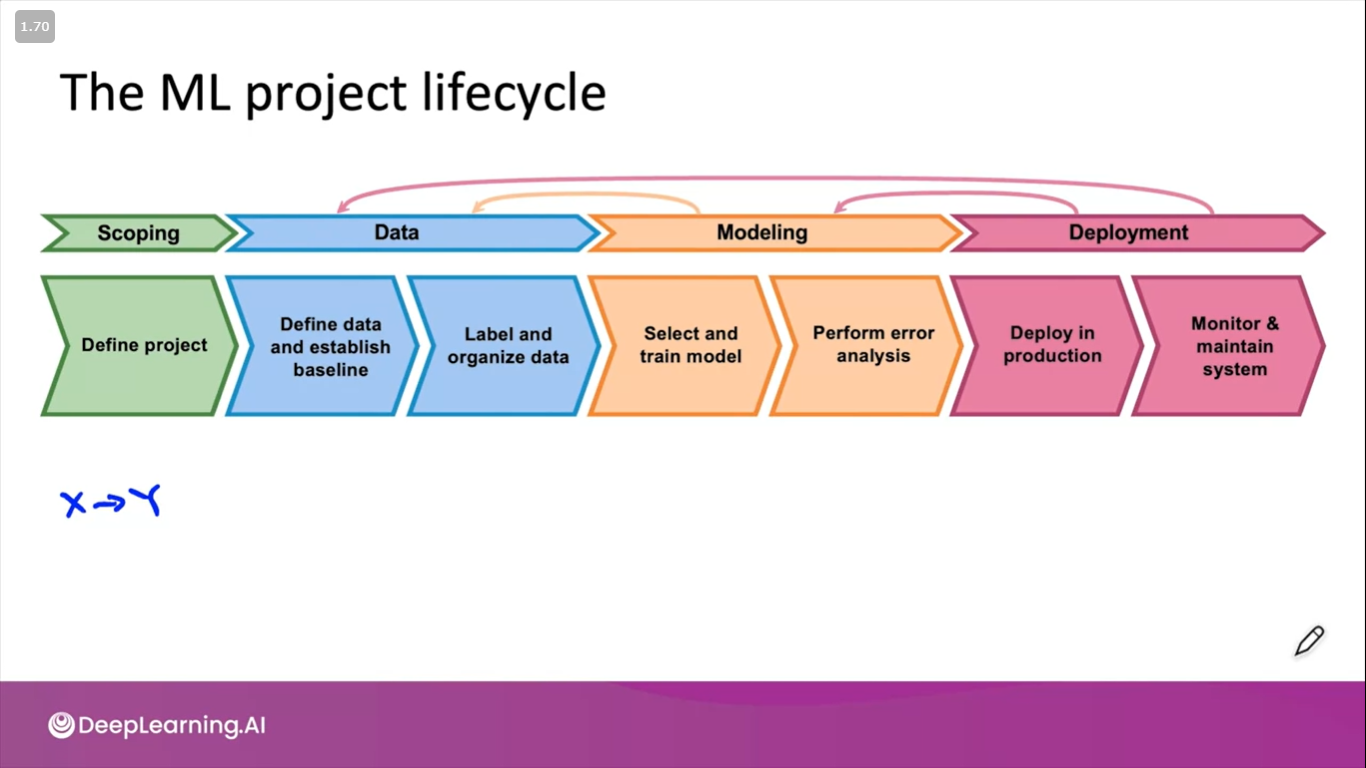 1.70
The ML project lifecycle
Scoping
Data
Modeling
Deployment
Define project
Define data
and establish
baseline
Label and
organize data
Select and
train model
Perform error
analysis
Deploy in
production
Monitor &
maintain
system
X → Y
DeepLearning.AI